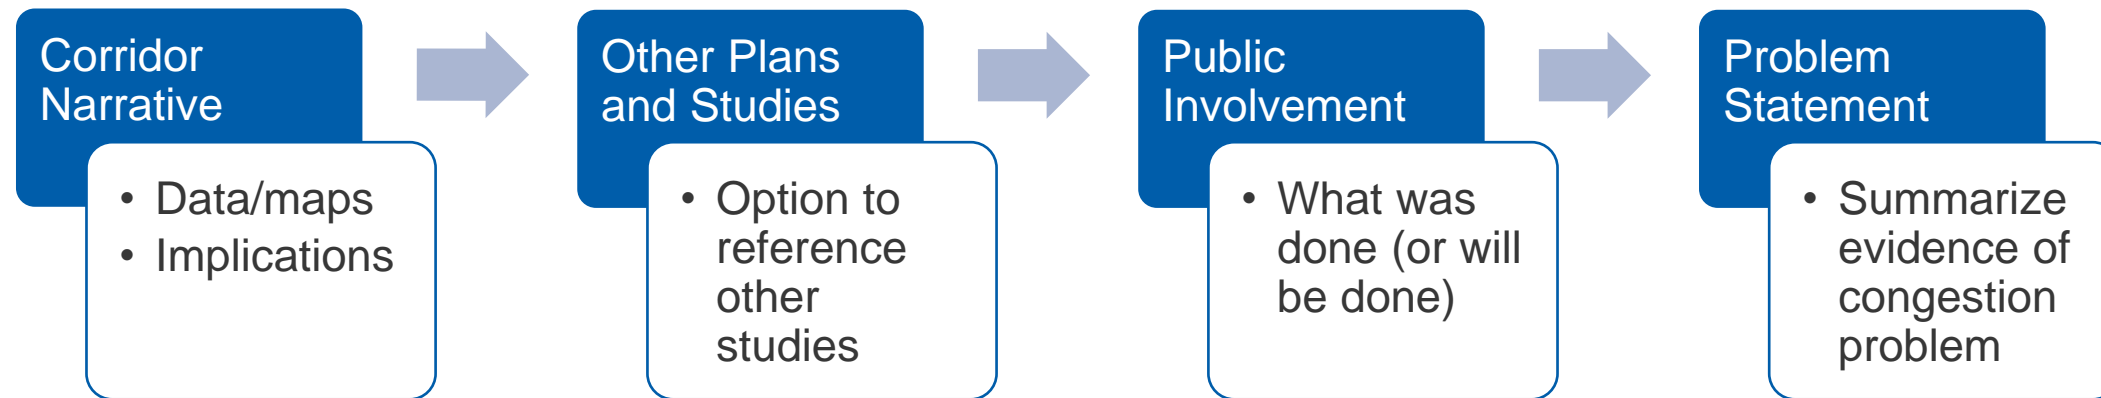 Corridor
Narrative
• Data/maps
• Implications
Other Plans
and Studies
• Option to
reference
other
studies
Public
Involvement
• What was
done (or will
be done)
Problem
Statement
• Summarize
evidence of
congestion
problem